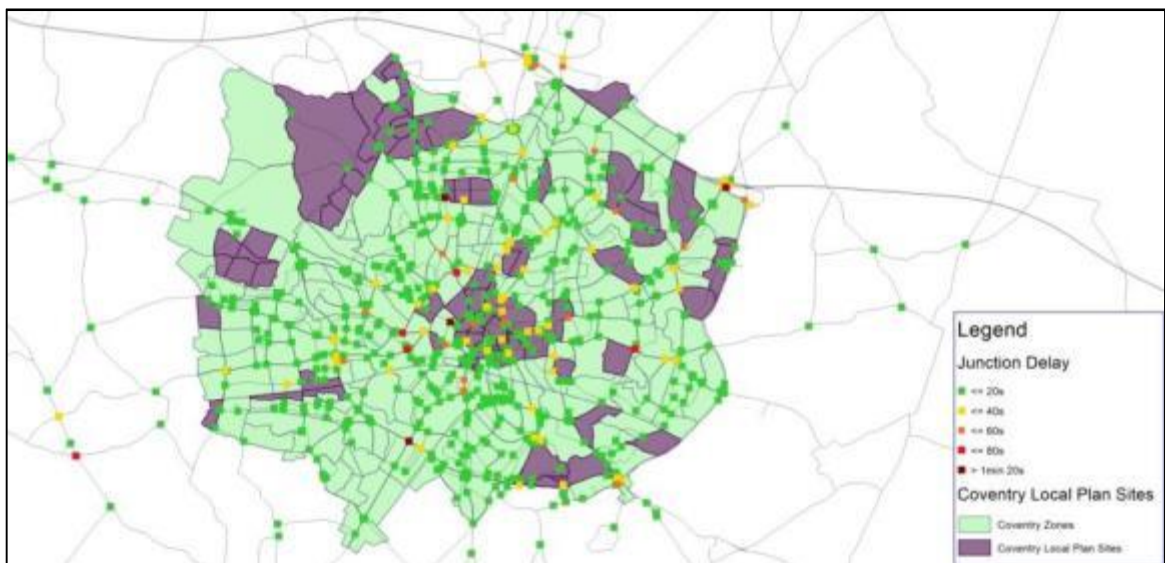 Legend
Junction Delay
<= 20s
<= 40s
<= 60s
<= 80s
> 1min 20s
Coventry Local Plan Sites
Coventry Zones
Coventry Local Plan Sites